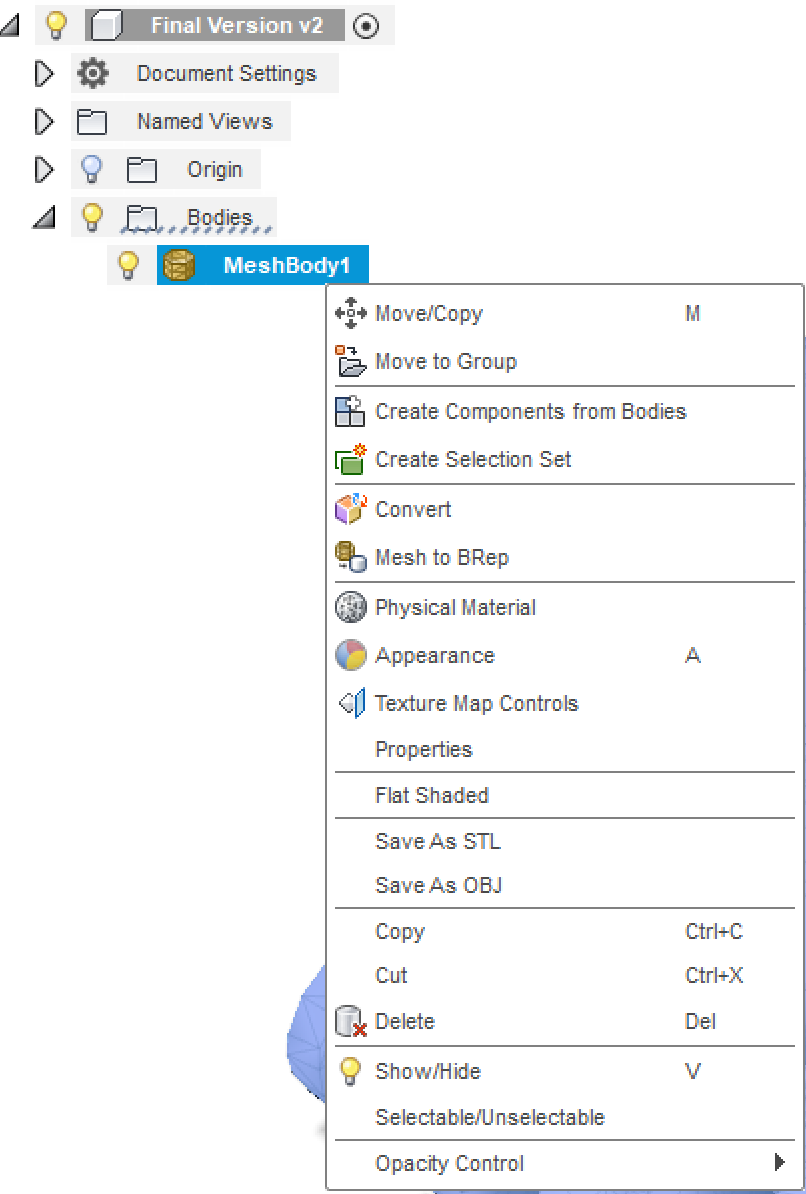 Final Version v2
Document Settings
Named Views
Origin
Bodies
MeshBody1
Move/Copy M
Move to Group
Create Components from Bodies
Create Selection Set
Convert
Mesh to BRep
Physical Material
Appearance A
Texture Map Controls
Properties
Flat Shaded
Save As STL
Save As OBJ
Copy Ctrl+C
Cut Ctrl+X
Delete Del
Show/Hide V
Selectable/Unselectable
Opacity Control